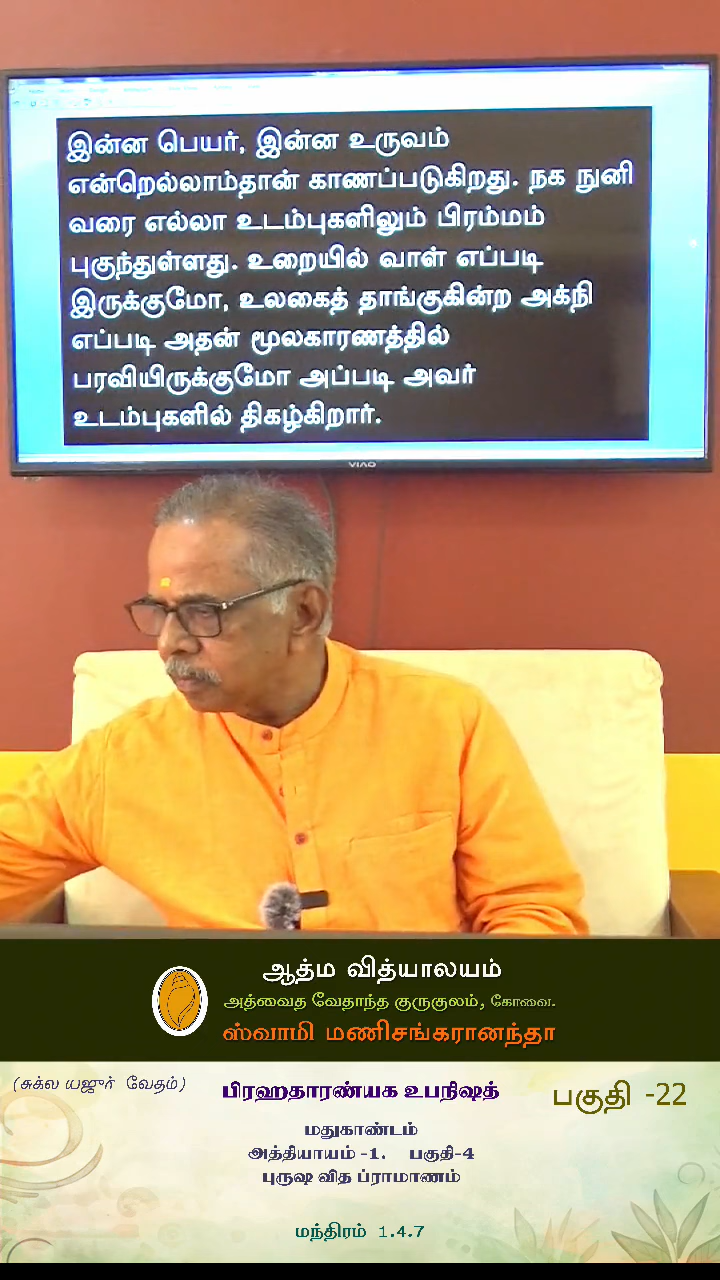 இன்ன பெயர், இன்ன உருவம்
என்றெல்லாம்தான் காணப்படுகிறது. நக நுனி
வரை எல்லா உடம்புகளிலும் பிரம்மம்
புகுந்துள்ளது. உறையில் வாள் எப்படி
இருக்குமோ, உலகைத் தாங்குகின்ற அக்நி
எப்படி அதன் மூலகாரணத்தில்
பரவியிருக்குமோ அப்படி அவர்
உடம்புகளில் திகழ்கிறார்.
VIAO
ஆத்ம வித்யாலயம்
அத்வைத வேதாந்த குருகுலம், கோவை.
ஸ்வாமி மணிசங்கரானந்தா
(சுக்ல யஜுர் வேதம்)
பிரஹதாரண்யக உபநிஷத்
பகுதி -22
மதுகாண்டம்
அத்தியாயம் -1. பகுதி-4
புருஷ வித ப்ராமாணம்
மந்திரம் 1.4.7